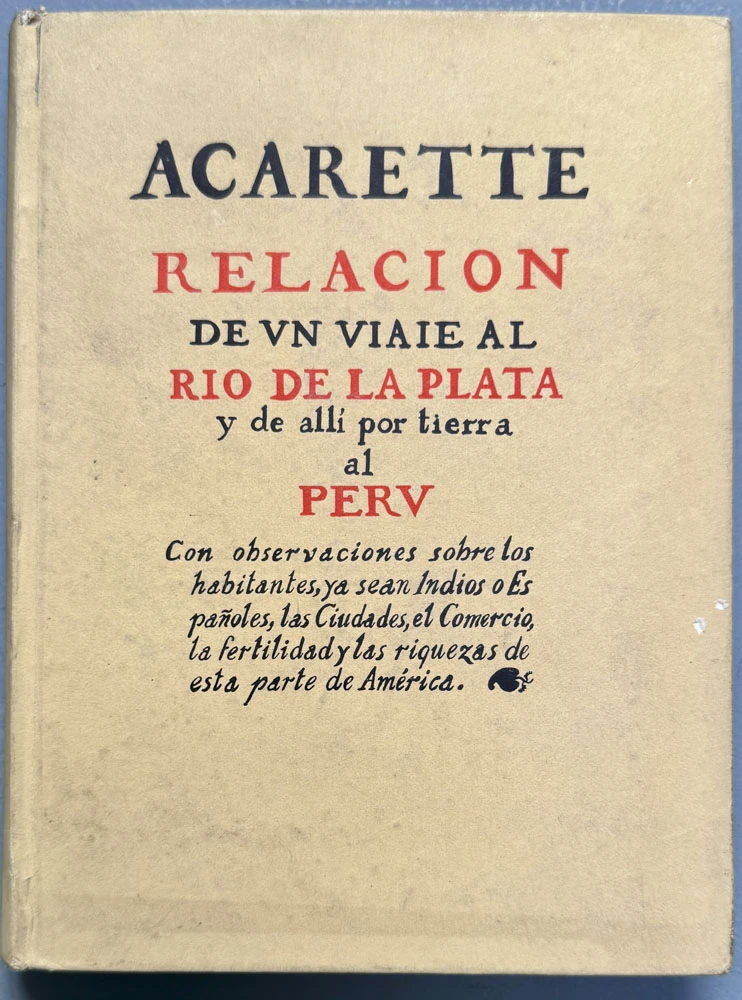 ACARETTE
RELACION
DE VN VIAIE AL
RIO DE LA PLATA
y de allí por tierra
al
PERV
Con observaciones sobre los
habitantes, ya sean Indios o Es
pañoles, las Ciudades, el Comercio,
la fertilidad y las riquezas de
esta parte de América.